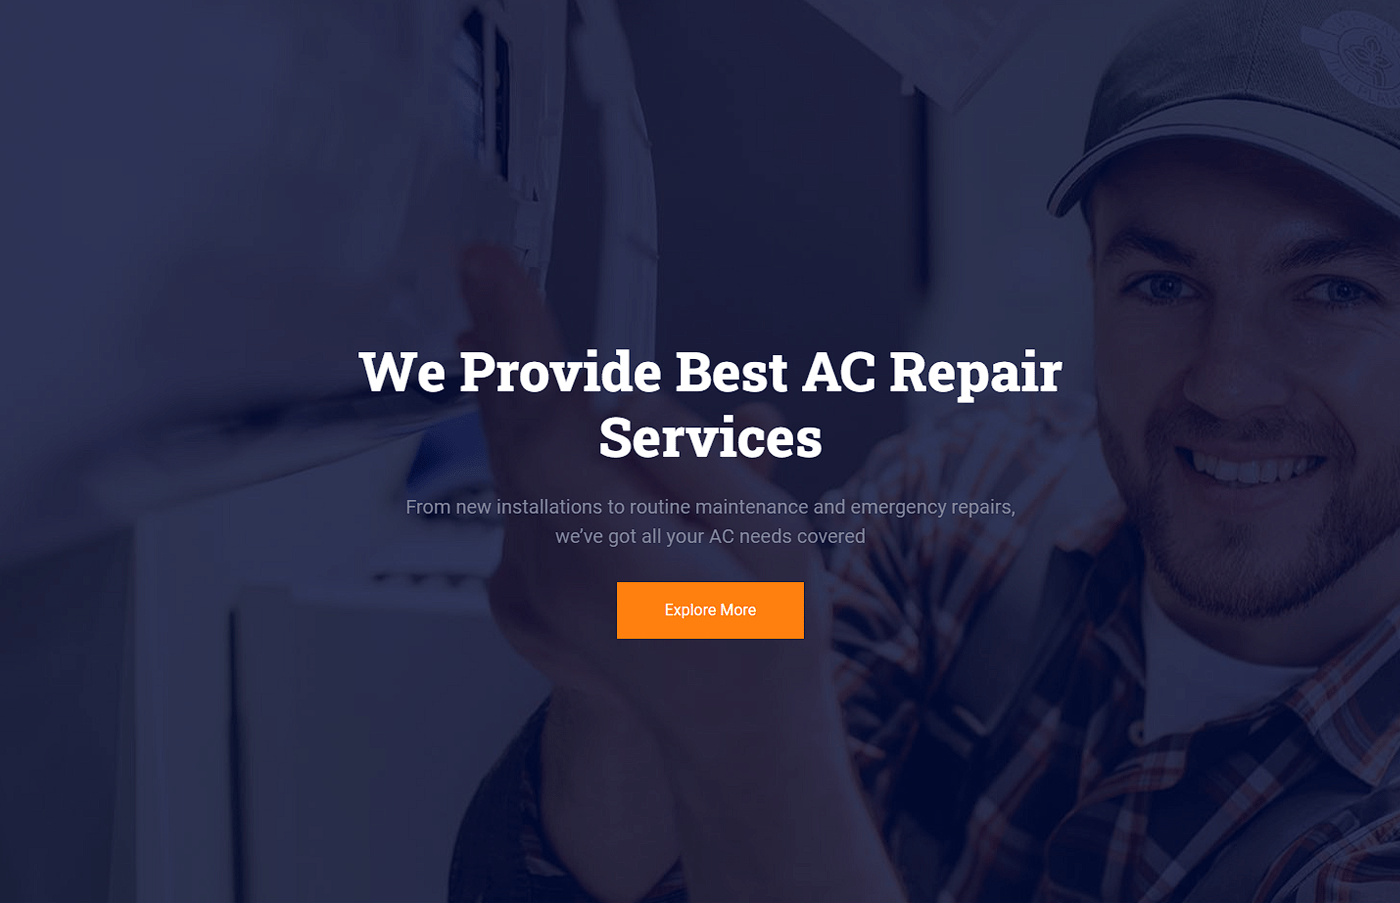 We Provide Best AC Repair
Services
From new installations to routine maintenance and emergency repairs,
we’ve got all your AC needs covered
Explore More